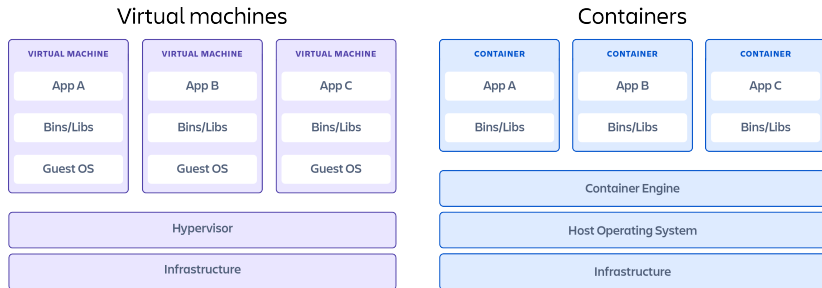 Virtual machines
VIRTUAL MACHINE VIRTUAL MACHINE VIRTUAL MACHINE
App A App B App C
Bins/Libs Bins/Libs Bins/Libs
Guest OS Guest OS Guest OS
Hypervisor
Infrastructure
Containers
CONTAINER CONTAINER CONTAINER
App A App B App C
Bins/Libs Bins/Libs Bins/Libs
Container Engine
Host Operating System
Infrastructure